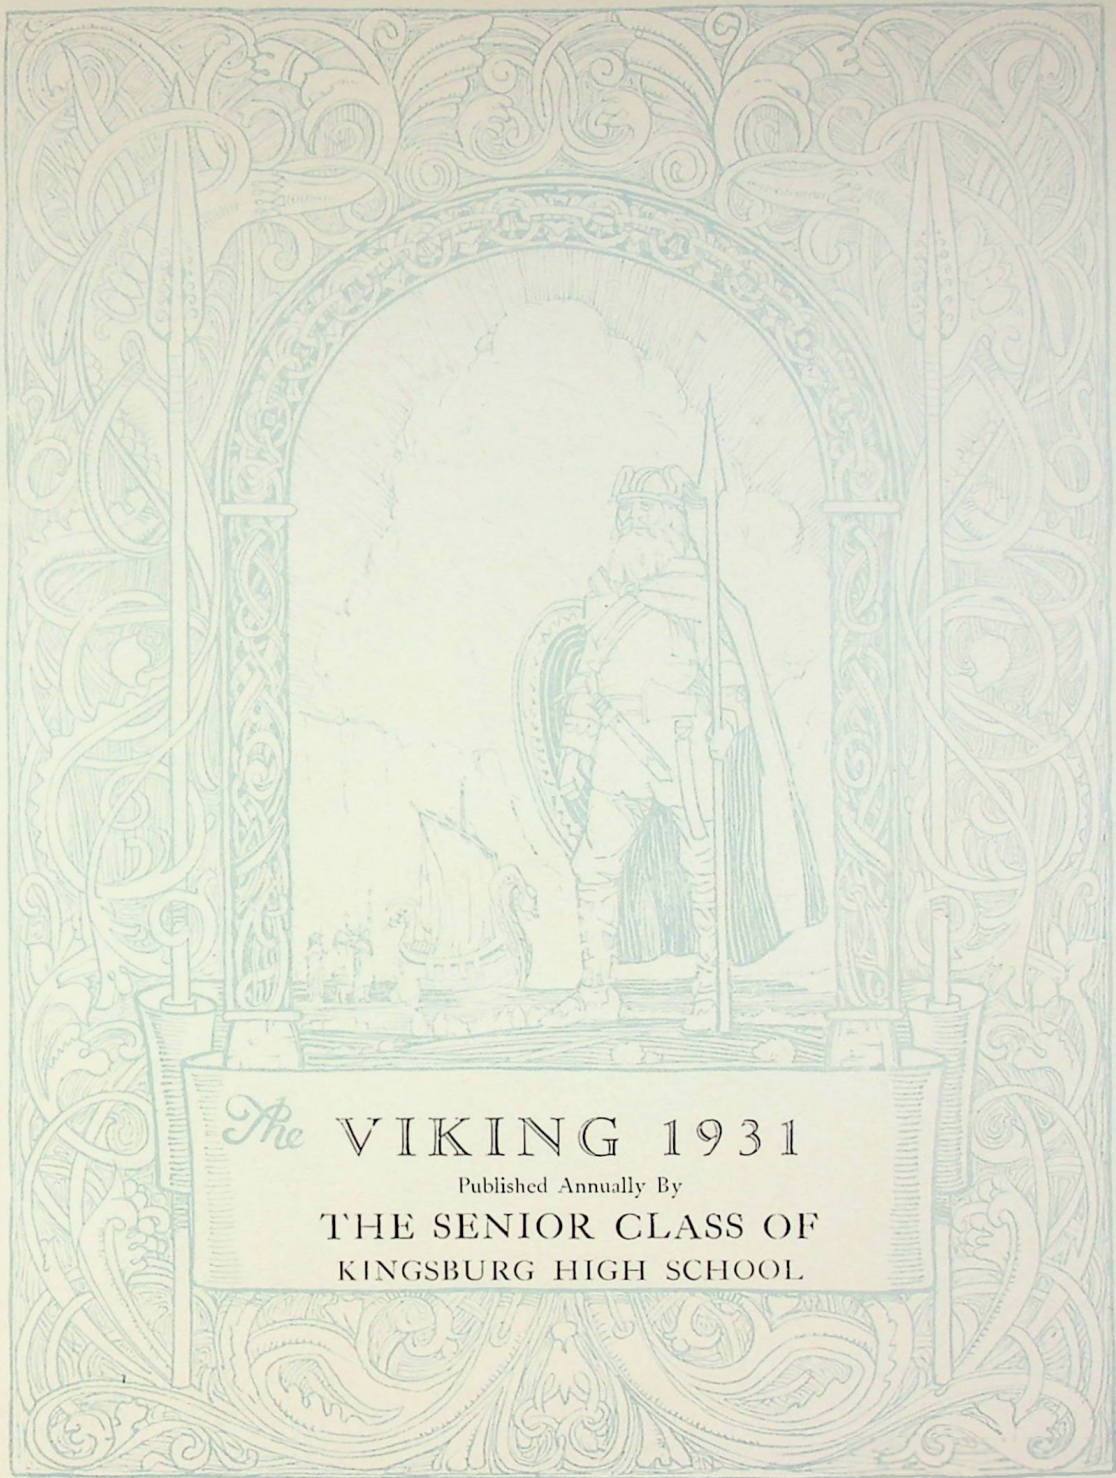 The VIKING 1931
Published Annually By
THE SENIOR CLASS OF
KINGSBURG HIGH SCHOOL